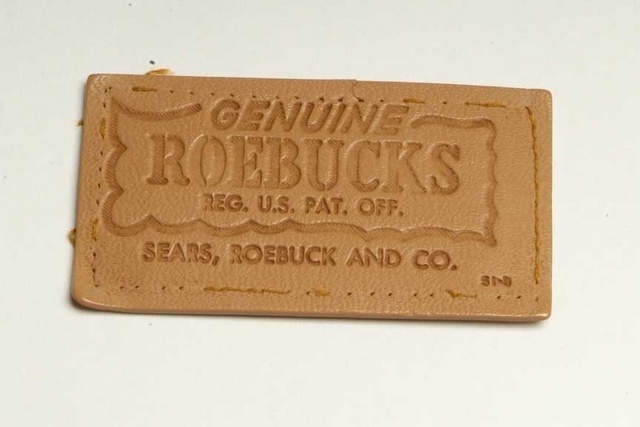 GENUINE
ROEBUCKS
REG. U.S. PAT. OFF.
SEARS, ROEBUCK AND CO.